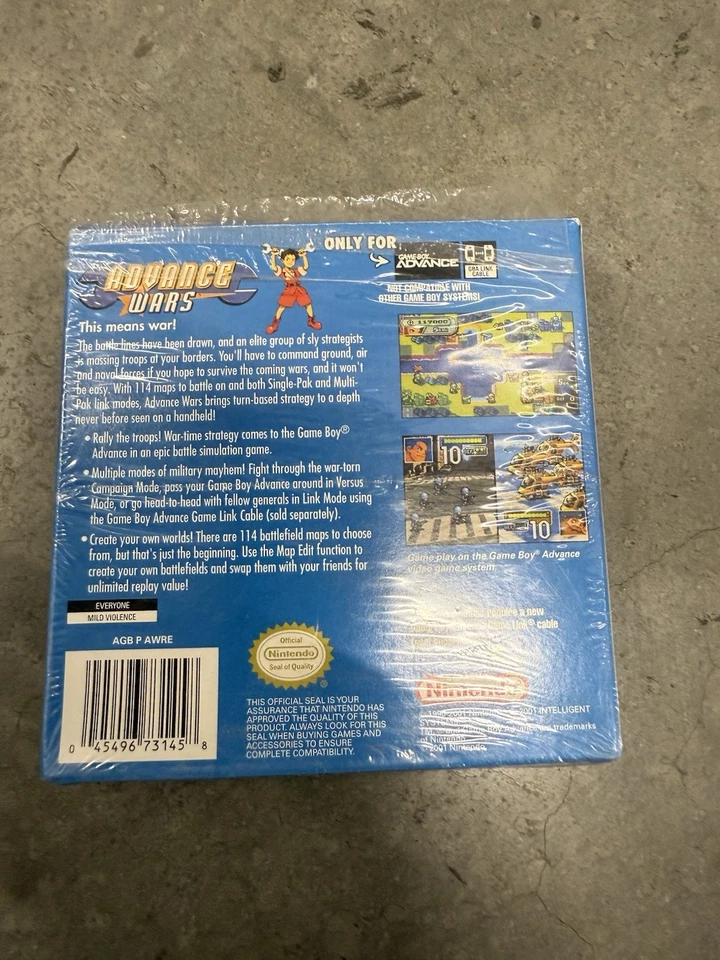 ADVANCE
WARS
ONLY FOR
GAME BOY
ADVANCE
GBA LINK
CABLE
NOT COMPATIBLE WITH
OTHER GAME BOY SYSTEMS!
This means war!
The battle lines have been drawn, and an elite group of sly strategists
is massing troops at your borders. You'll have to command ground, air
and naval forces if you hope to survive the coming wars, and it won't
be easy. With 114 maps to battle on and both Single-Pak and Multi-
Pak link modes, Advance Wars brings turn-based strategy to a depth
never before seen on a handheld!
• Rally the troops! War-time strategy comes to the Game Boy®
Advance in an epic battle simulation game.
• Multiple modes of military mayhem! Fight through the war-torn
Campaign Mode, pass your Game Boy Advance around in Versus
Mode, or go head-to-head with fellow generals in Link Mode using
the Game Boy Advance Game Link Cable (sold separately).
• Create your own worlds! There are 114 battlefield maps to choose
from, but that's just the beginning. Use the Map Edit function to
create your own battlefields and swap them with your friends for
unlimited replay value!
10
10
Game play on the Game Boy® Advance
video game system
require a new
Link® cable
EVERYONE
MILD VIOLENCE
AGB P AWRE
0 45496 73145 8
Official
Nintendo
Seal of Quality
®
THIS OFFICIAL SEAL IS YOUR
ASSURANCE THAT NINTENDO HAS
APPROVED THE QUALITY OF THIS
PRODUCT. ALWAYS LOOK FOR THIS
SEAL WHEN BUYING GAMES AND
ACCESSORIES TO ENSURE
COMPLETE COMPATIBILITY.
Nintendo
2001 INTELLIGENT
trademarks
of Nintendo
2001 Nintendo